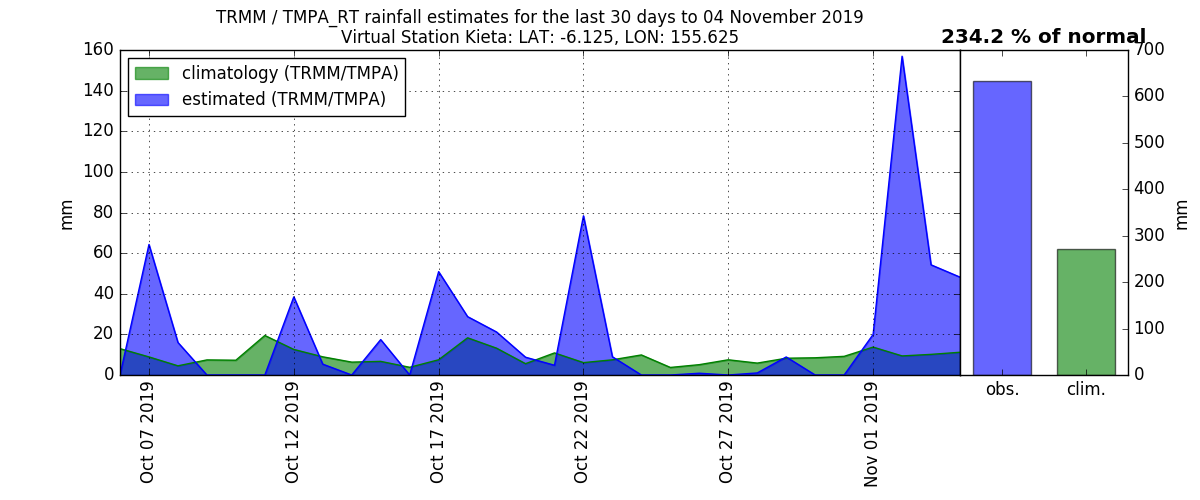 TRMM / TMPA_RT rainfall estimates for the last 30 days to 04 November 2019
Virtual Station Kieta: LAT: -6.125, LON: 155.625
234.2 % of normal
climatology (TRMM/TMPA)
estimated (TRMM/TMPA)
160
140
120
100
80
60
40
20
0
mm
Oct 07 2019
Oct 12 2019
Oct 17 2019
Oct 22 2019
Oct 27 2019
Nov 01 2019
700
600
500
400
300
200
100
0
mm
obs.
clim.